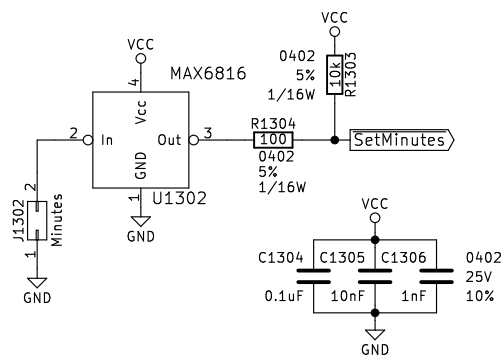 VCC
VCC
0402
5%
1/16W
10k
R1303
MAX6816
4
Vcc
2
In
Out
3
R1304
100
0402
5%
1/16W
SetMinutes
GND
1
U1302
GND
J1302
2
1
Minutes
GND
VCC
C1304
C1305
C1306
0402
25V
10%
0.1uF
10nF
1nF
GND